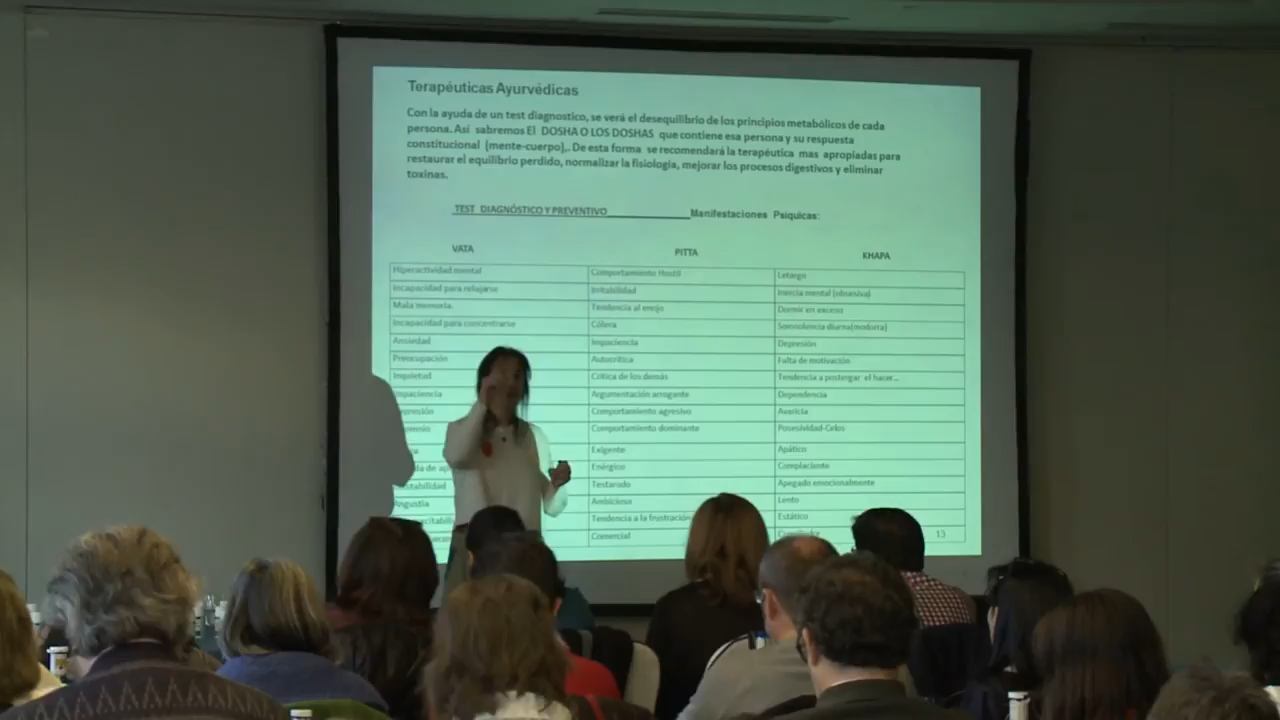 Terapéuticas Ayurvédicas
Con la ayuda de un test diagnostico, se verá el desequilibrio de los principios metabólicos de cada
persona. Así sabremos El DOSHA O LOS DOSHAS que contiene esa persona y su respuesta
constitucional (mente-cuerpo),. De esta forma se recomendará la terapéutica mas apropiadas para
restaurar el equilibrio perdido, normalizar la fisiología, mejorar los procesos digestivos y eliminar
toxinas.
TEST DIAGNÓSTICO Y PREVENTIVO Manifestaciones Psiquicas:
VATA PITTA KHAPA
Hiperactividad mental Comportamiento Hostil Letargo
Incapacidad para relajarse Irritabilidad Inercia mental (obsesiva)
Mala memoria. Tendencia al enojo Dormir en exceso
Incapacidad para concentrarse Cólera Somnolencia diurna(modorra)
Ansiedad Impaciencia Depresión
Preocupación Autocrítica Falta de motivación
Inquietud Crítica de los demás Tendencia a postergar el hacer...
Impaciencia Argumentación arrogante Dependencia
Comportamiento agresivo Avaricia
Comportamiento dominante Posesividad-Celos
Exigente Apático
de Enérgico Complaciente
Testarudo Apegado emocionalmente
Angustia Ambicioso Lento
Tendencia a la frustración Estático
Comercial 13